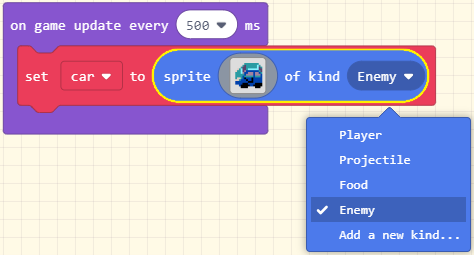 on game update every 500 ms
set car to sprite of kind Enemy
Player
Projectile
Food
Enemy
Add a new kind...